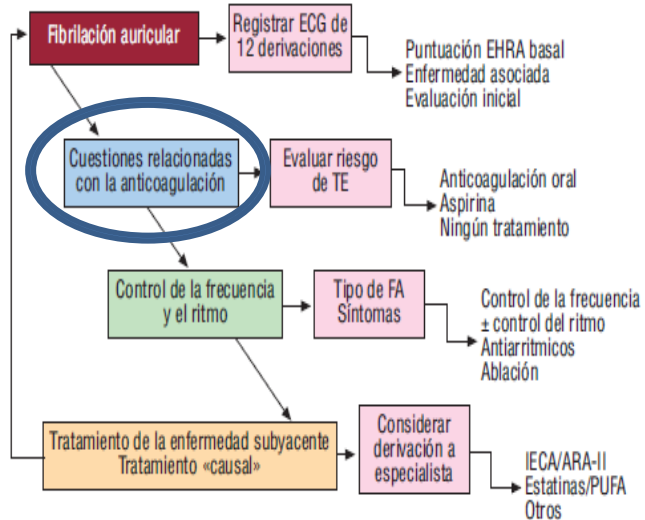 Fibrilación auricular
Registrar ECG de
12 derivaciones
Puntuación EHRA basal
Enfermedad asociada
Evaluación inicial
Cuestiones relacionadas
con la anticoagulación
Evaluar riesgo
de TE
Anticoagulación oral
Aspirina
Ningún tratamiento
Control de la frecuencia
y el ritmo
Tipo de FA
Síntomas
Control de la frecuencia
± control del ritmo
Antiarritmicos
Ablación
Tratamiento de la enfermedad subyacente
Tratamiento «causal»
Considerar
derivación a
especialista
IECA/ARA-II
Estatinas/PUFA
Otros